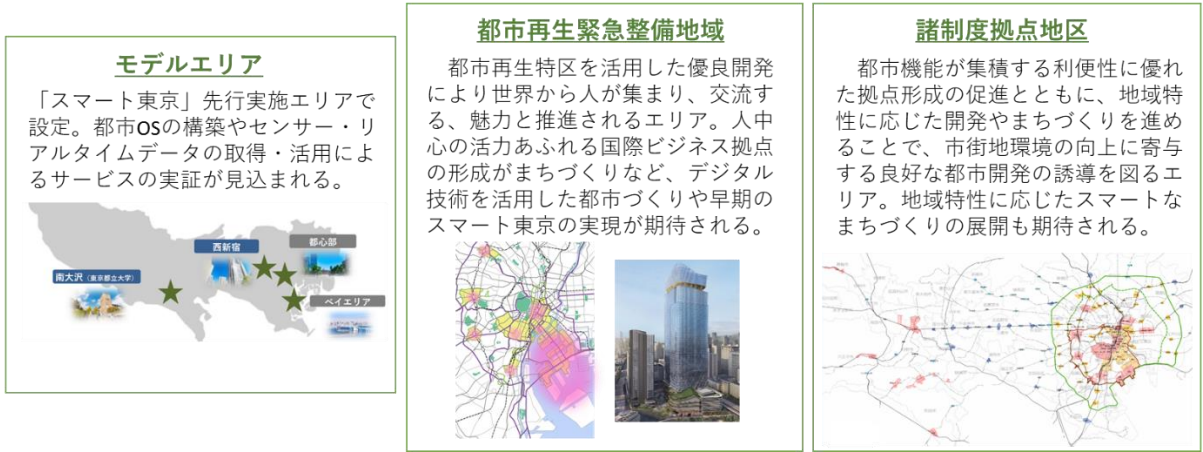 モデルエリア
「スマート東京」先行実施エリアで
設定。都市OSの構築やセンサー・リ
アルタイムデータの取得・活用によ
るサービスの実証が見込まれる。
西新宿
都心部
南大沢（東京都立大学）
ベイエリア
都市再生緊急整備地域
都市再生特区を活用した優良開発
により世界から人が集まり、交流す
る、魅力と推進されるエリア。人中
心の活力あふれる国際ビジネス拠点
の形成がまちづくりなど、デジタル
技術を活用した都市づくりや早期の
スマート東京の実現が期待される。
諸制度拠点地区
都市機能が集積する利便性に優れ
た拠点形成の促進とともに、地域特
性に応じた開発やまちづくりを進め
ることで、市街地環境の向上に寄与
する良好な都市開発の誘導を図るエ
リア。地域特性に応じたスマートな
まちづくりの展開も期待される。